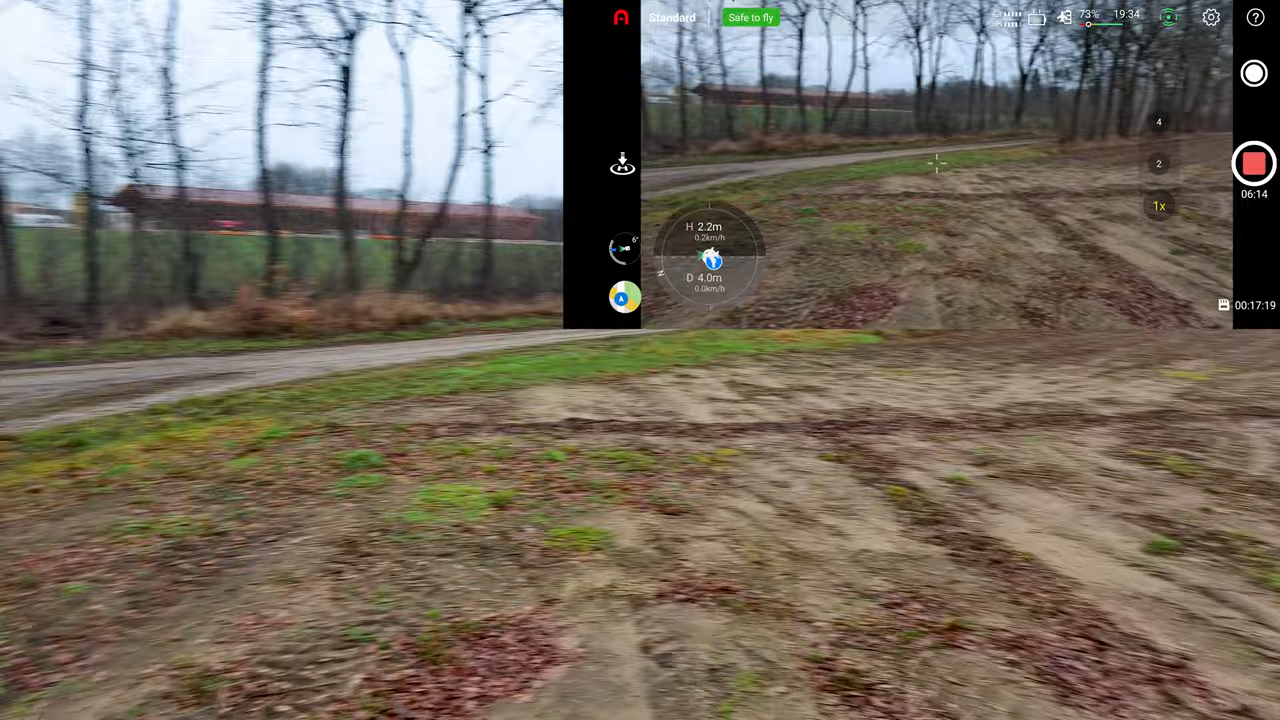 Standard
Safe to fly
73%
19:34
4
2
1x
06:14
00:17:19
6°
H 2.2m
0.2km/h
N
D 4.0m
0.0km/h